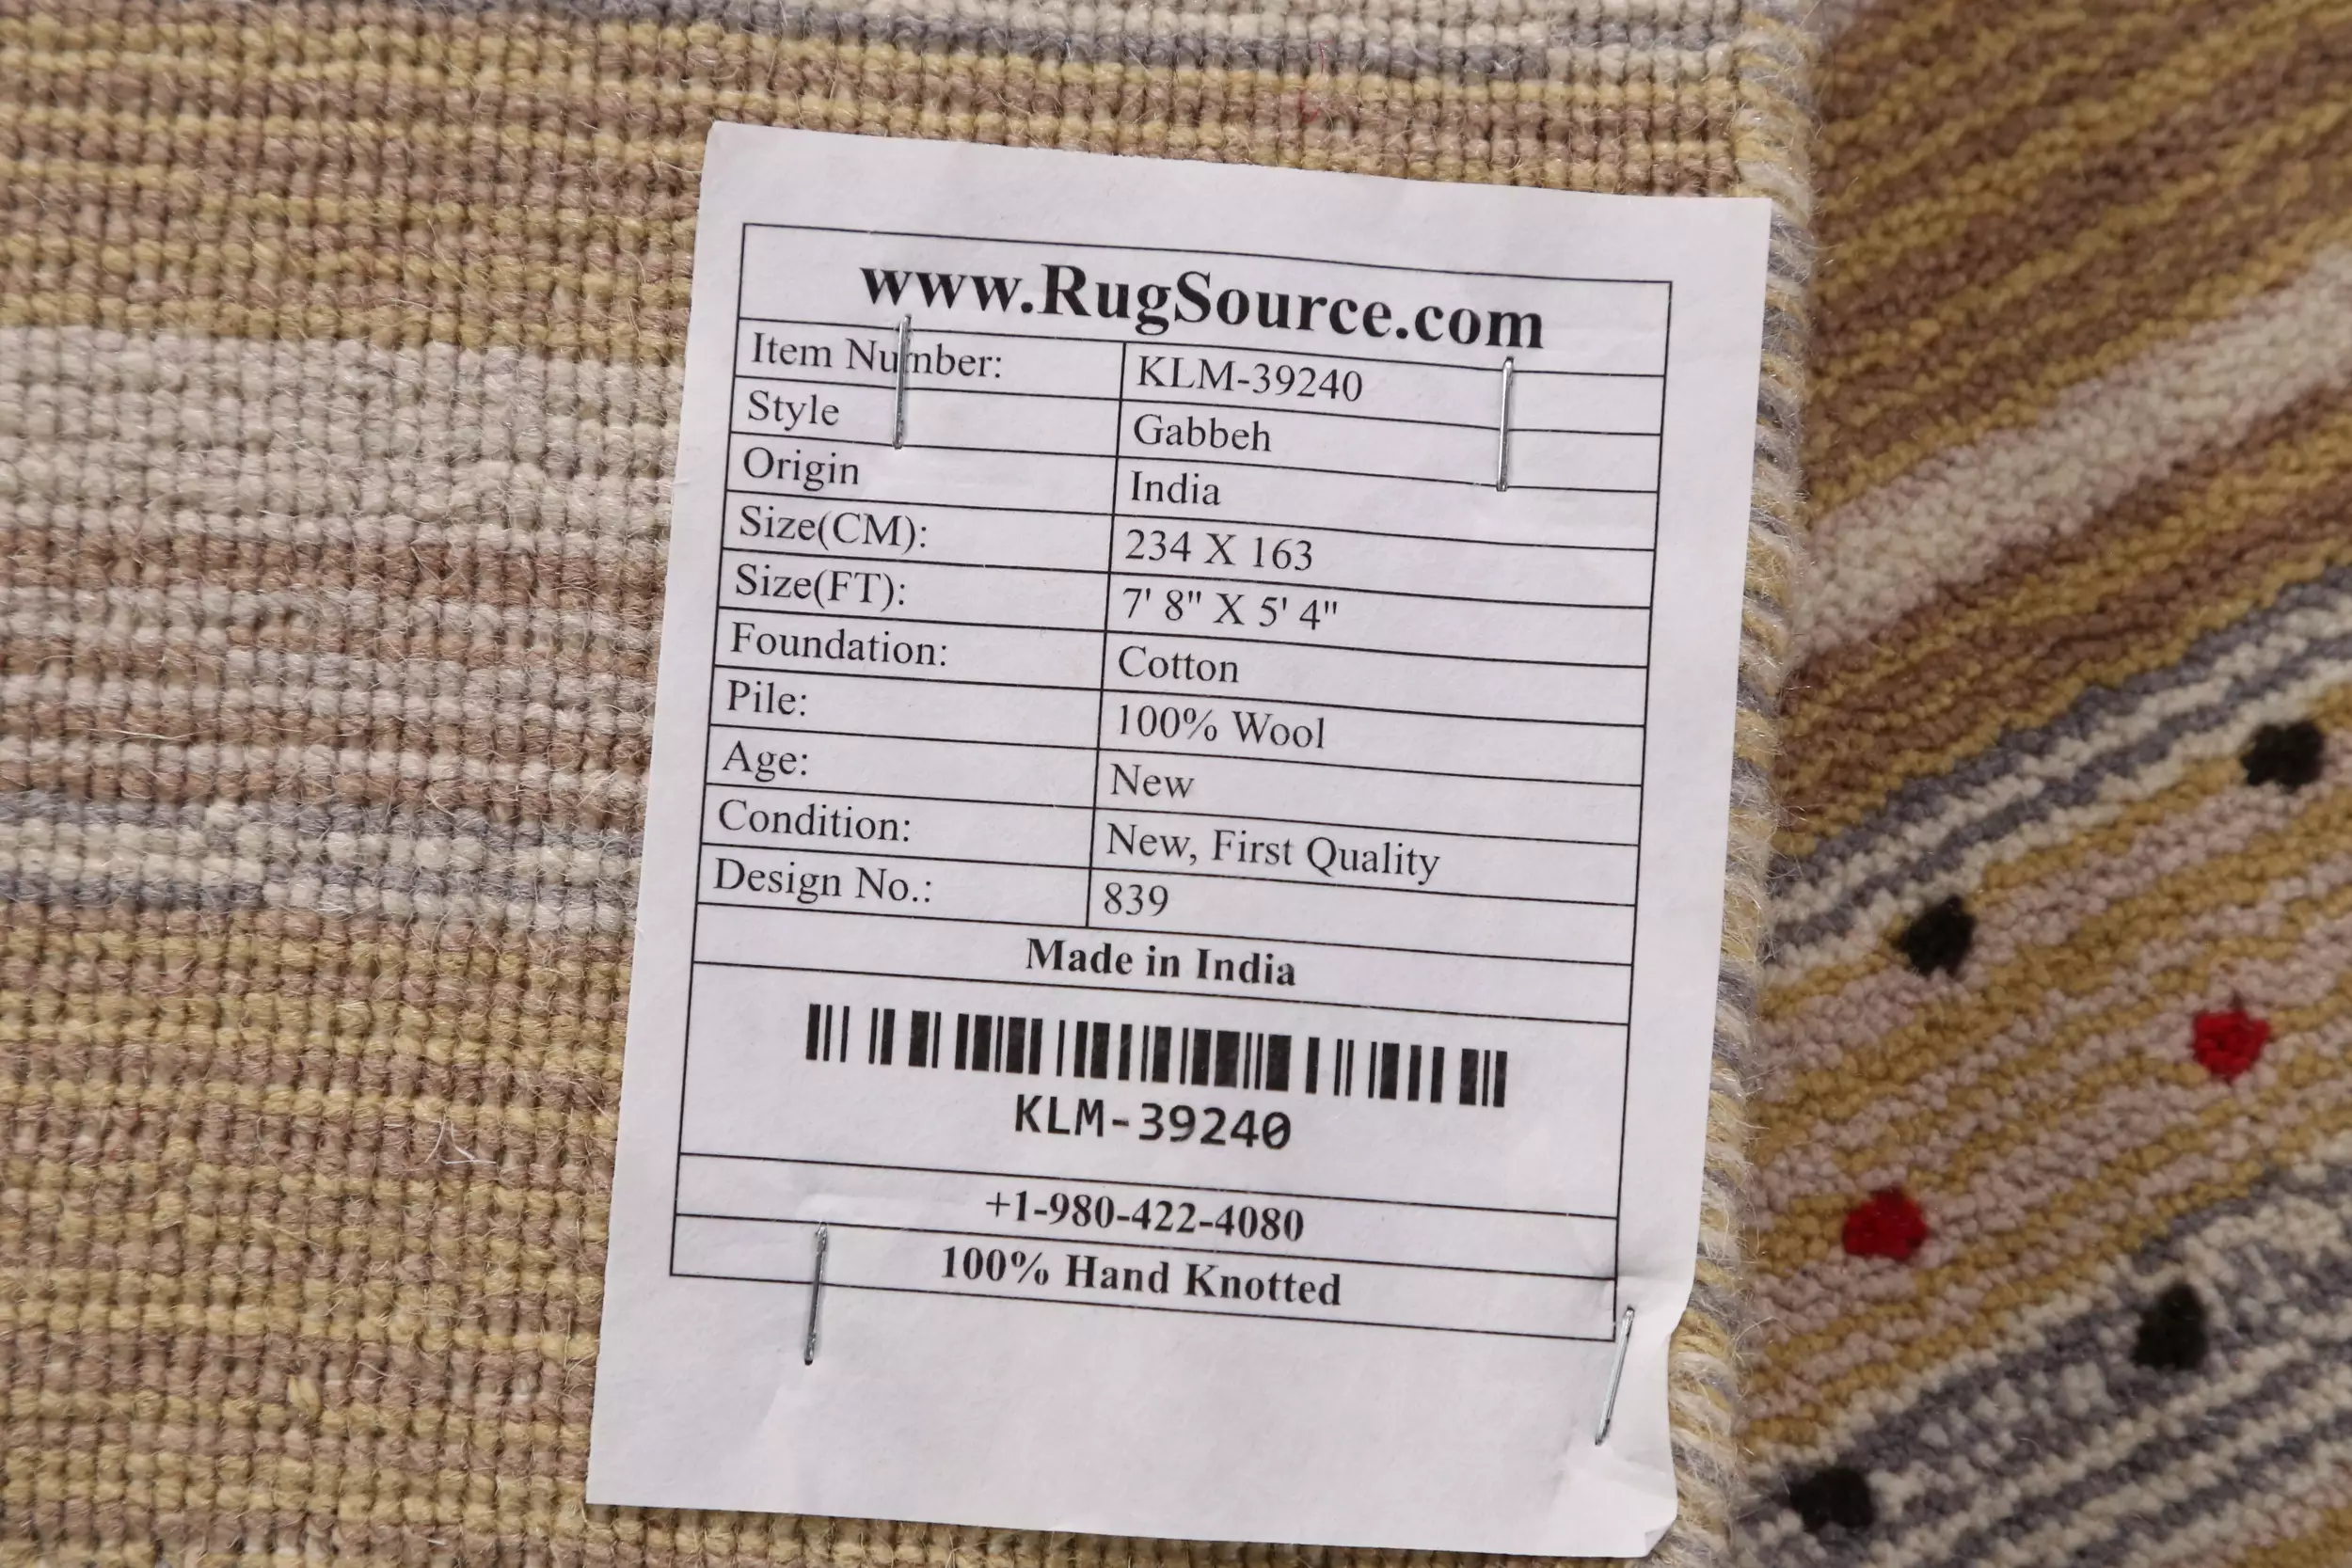 www.RugSource.com
Item Number: KLM-39240
Style Gabbeh
Origin India
Size(CM): 234 X 163
Size(FT): 7' 8" X 5' 4"
Foundation: Cotton
Pile: 100% Wool
Age: New
Condition: New, First Quality
Design No.: 839
Made in India
KLM-39240
+1-980-422-4080
100% Hand Knotted